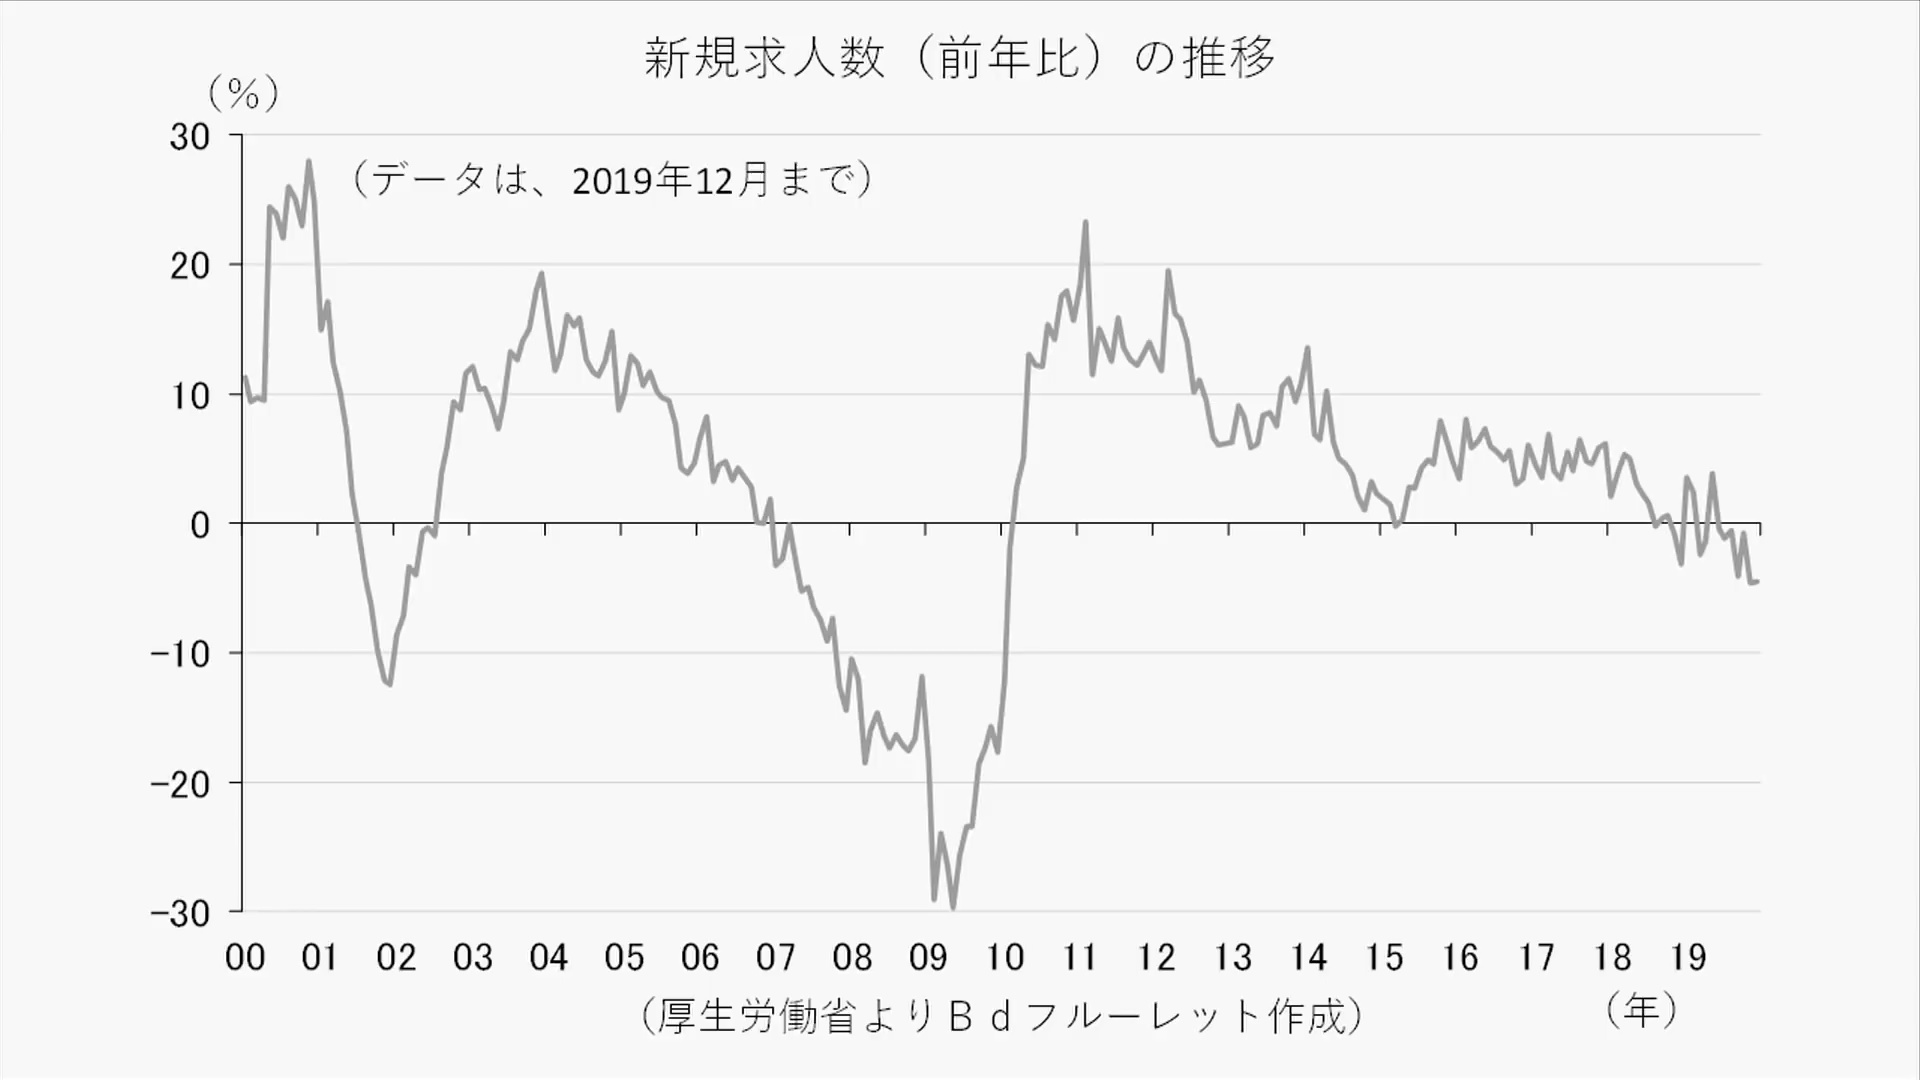 新規求人数（前年比）の推移
（％）
（データは、2019年12月まで）
30
20
10
0
−10
−20
−30
00 01 02 03 04 05 06 07 08 09 10 11 12 13 14 15 16 17 18 19
（年）
（厚生労働省よりＢｄフルーレット作成）